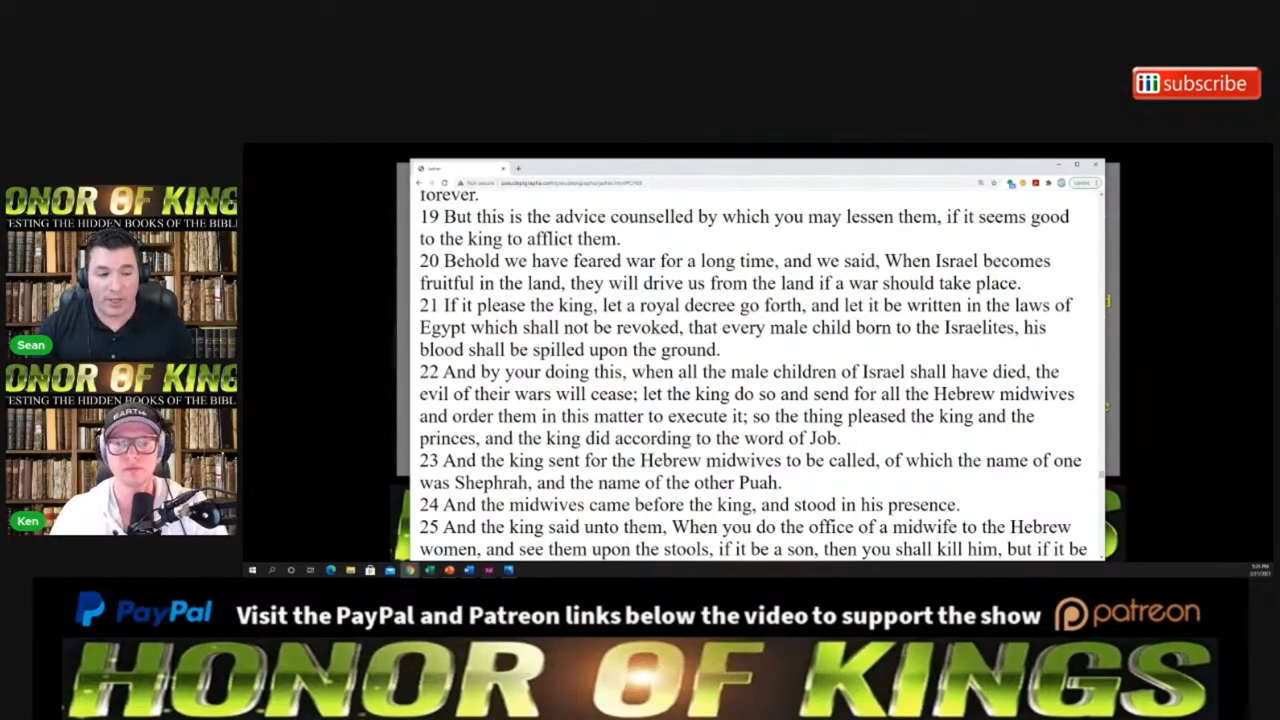 subscribe
ONOR OF KING
ESTING THE HIDDEN BOOKS OF THE BIBL
Sean
ONOR OF KING
ESTING THE HIDDEN BOOKS OF THE BIBL
EARTH
Ken
Jasher
Not secure
Update
forever.
19 But this is the advice counselled by which you may lessen them, if it seems good
to the king to afflict them.
20 Behold we have feared war for a long time, and we said, When Israel becomes
fruitful in the land, they will drive us from the land if a war should take place.
21 If it please the king, let a royal decree go forth, and let it be written in the laws of
Egypt which shall not be revoked, that every male child born to the Israelites, his
blood shall be spilled upon the ground.
22 And by your doing this, when all the male children of Israel shall have died, the
evil of their wars will cease; let the king do so and send for all the Hebrew midwives
and order them in this matter to execute it; so the thing pleased the king and the
princes, and the king did according to the word of Job.
23 And the king sent for the Hebrew midwives to be called, of which the name of one
was Shephrah, and the name of the other Puah.
24 And the midwives came before the king, and stood in his presence.
25 And the king said unto them, When you do the office of a midwife to the Hebrew
women, and see them upon the stools, if it be a son, then you shall kill him, but if it be
PayPal Visit the PayPal and Patreon links below the video to support the show patreon
HONOR OF KINGS